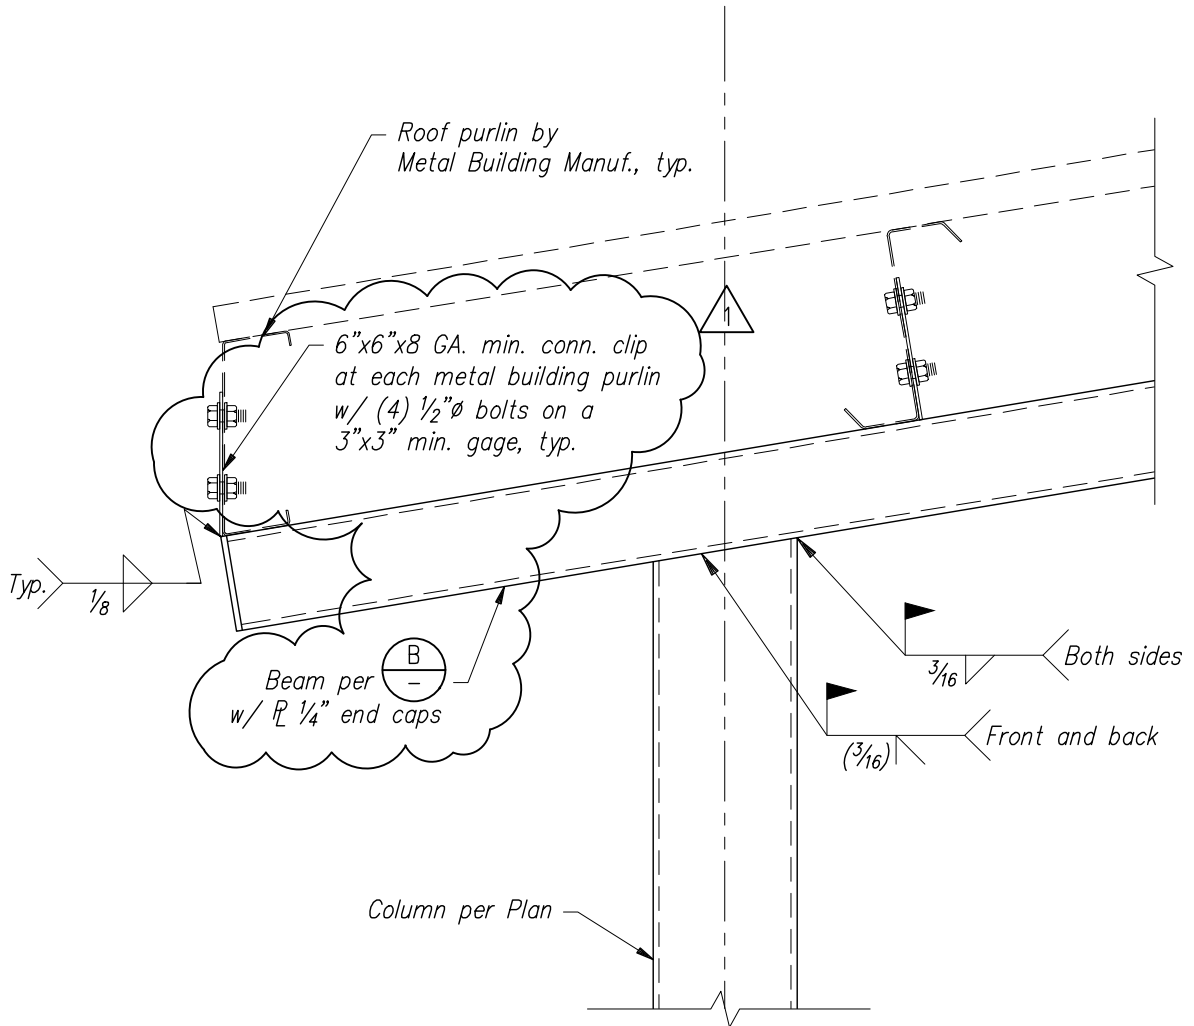 Roof purlin by
Metal Building Manuf., typ.
1
6”x6”x8 GA. min. conn. clip
at each metal building purlin
w/ (4) ½”ø bolts on a
3”x3” min. gage, typ.
Typ.
1/8
B
–
Beam per
w/ ⅊ ¼” end caps
3/16
Both sides
(3/16)
Front and back
Column per Plan